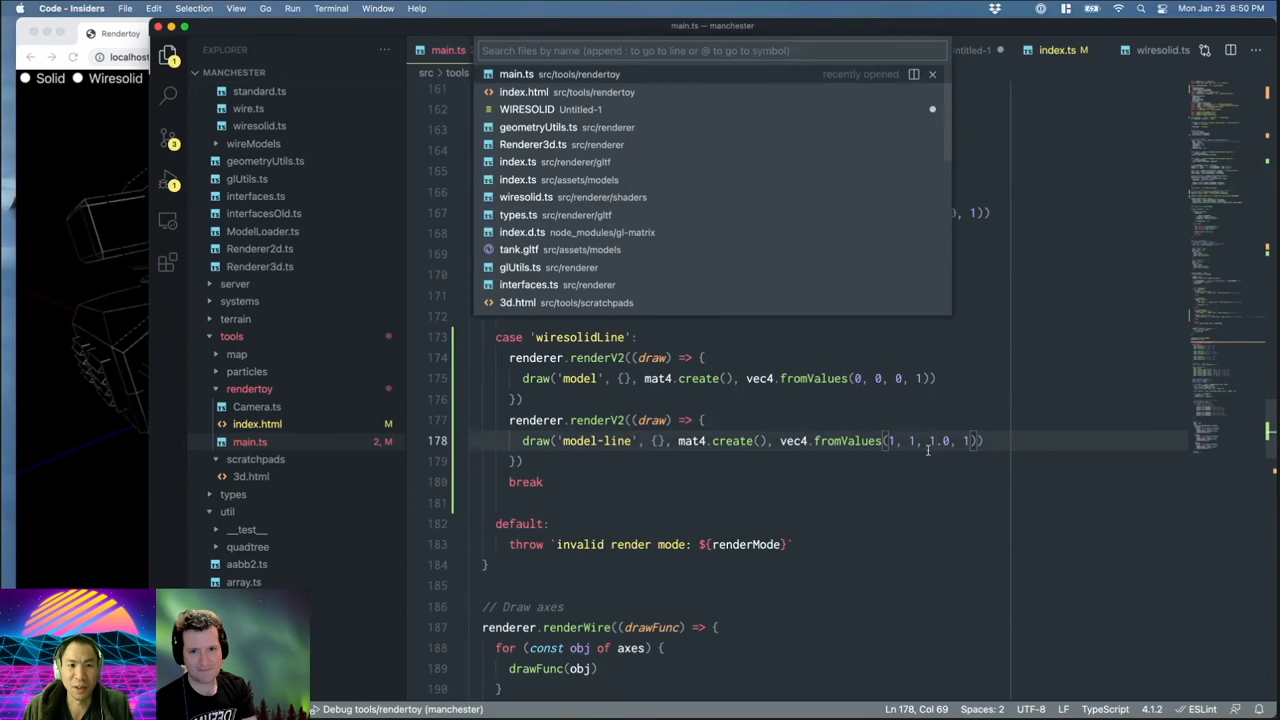 Code - Insiders File Edit Selection View Go Run Terminal Window Help
Mon Jan 25 8:50 PM
Rendertoy
localhos
Solid Wiresolid
main.ts — manchester
EXPLORER
MANCHESTER
standard.ts
wire.ts
wiresolid.ts
wireModels
geometryUtils.ts
glUtils.ts
interfaces.ts
interfacesOld.ts
ModelLoader.ts
Renderer2d.ts
Renderer3d.ts
server
systems
terrain
tools
map
particles
rendertoy
Camera.ts
index.html M
main.ts 2, M
scratchpads
3d.html
types
util
__test__
quadtree
aabb2.ts
array.ts
1
3
1
main.ts
Untitled-1
index.ts M
wiresolid.ts
src > tools
Search files by name (append : to go to line or @ to go to symbol)
main.ts src/tools/rendertoy recently opened
index.html src/tools/rendertoy
WIRESOLID Untitled-1
geometryUtils.ts src/renderer
Renderer3d.ts src/renderer
index.ts src/renderer/gltf
index.ts src/assets/models
wiresolid.ts src/renderer/shaders
types.ts src/renderer/gltf
index.d.ts node_modules/gl-matrix
tank.gltf src/assets/models
glUtils.ts src/renderer
interfaces.ts src/renderer
3d.html src/tools/scratchpads
161
162
163
164
165
166
167 0, 1))
168
169
170
171
172
173 case 'wiresolidLine':
174 renderer.renderV2((draw) => {
175 draw('model', {}, mat4.create(), vec4.fromValues(0, 0, 0, 1))
176 })
177 renderer.renderV2((draw) => {
178 draw('model-line', {}, mat4.create(), vec4.fromValues(1, 1, 1.0, 1))
179 })
180 break
181
182 default:
183 throw `invalid render mode: ${renderMode}`
184 }
185
186 // Draw axes
187 renderer.renderWire((drawFunc) => {
188 for (const obj of axes) {
189 drawFunc(obj)
190 }
Debug tools/rendertoy (manchester)
Ln 178, Col 69 Spaces: 2 UTF-8 LF TypeScript 4.1.2 ESLint